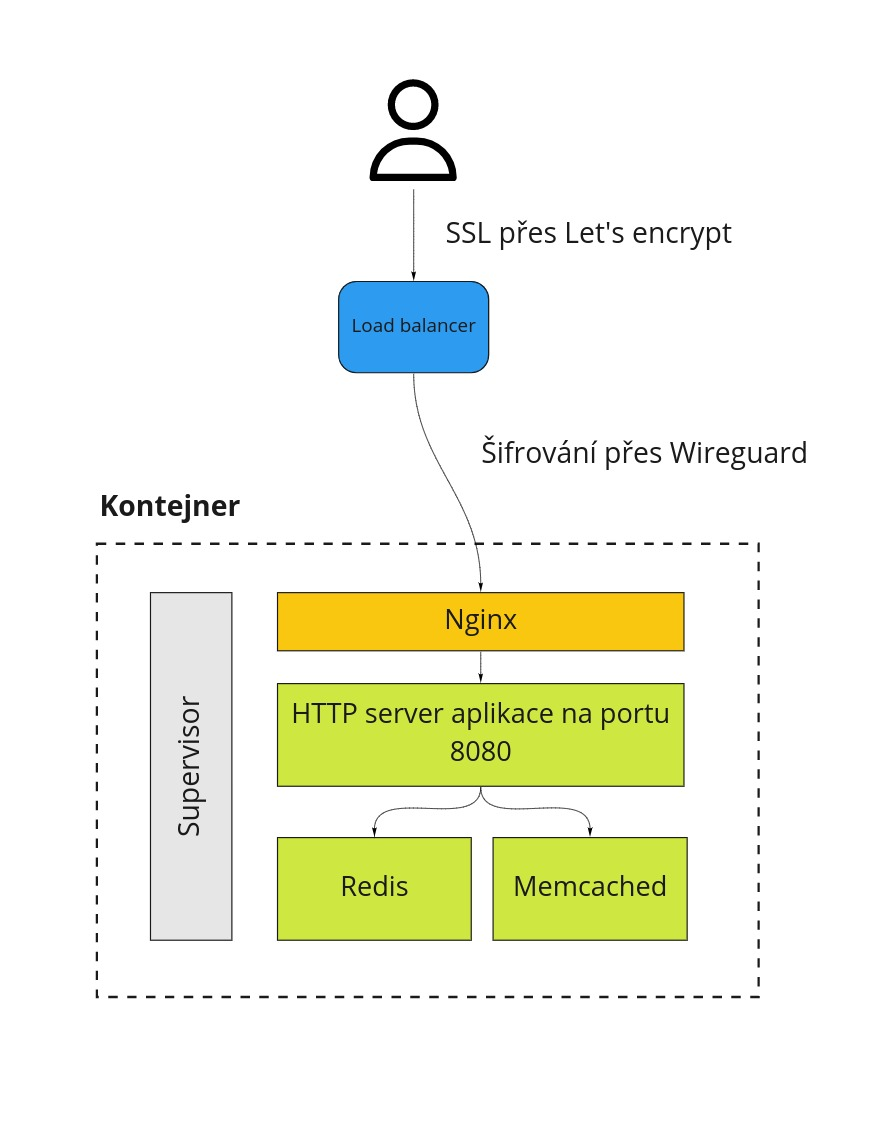 SSL přes Let's encrypt
Load balancer
Šifrování přes Wireguard
Kontejner
Supervisor
Nginx
HTTP server aplikace na portu
8080
Redis
Memcached